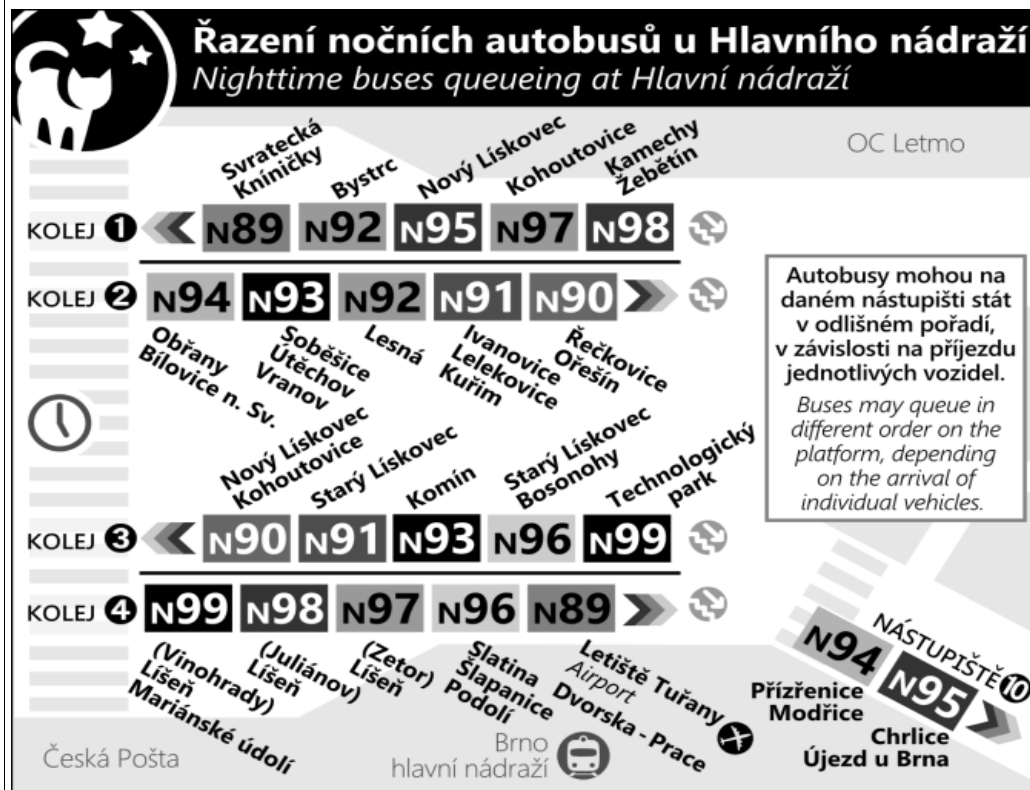 Řazení nočních autobusů u Hlavního nádraží
Nighttime buses queueing at Hlavní nádraží
OC Letmo
Svratecká
Kníničky
Bystrc
Nový Lískovec
Kohoutovice
Kamechy
Žebětín
KOLEJ 1 N89 N92 N95 N97 N98
KOLEJ 2 N94 N93 N92 N91 N90
Obřany
Bílovice n. Sv.
Soběšice
Útěchov
Vranov
Lesná
Ivanovice
Lelekovice
Kuřim
Řečkovice
Ořešín
Autobusy mohou na
daném nástupišti stát
v odlišném pořadí,
v závislosti na příjezdu
jednotlivých vozidel.
Buses may queue in
different order on the
platform, depending
on the arrival of
individual vehicles.
Nový Lískovec
Kohoutovice
Starý Lískovec
Komín
Starý Lískovec
Bosonohy
Technologický
park
KOLEJ 3 N90 N91 N93 N96 N99
KOLEJ 4 N99 N98 N97 N96 N89
(Vinohrady)
Líšeň
Mariánské údolí
(Juliánov)
Líšeň
(Zetor)
Líšeň
Slatina
Šlapanice
Podolí
Letiště Tuřany
Airport
Dvorska - Prace
N94 N95
NÁSTUPIŠTĚ 10
Přízřenice
Modřice
Chrlice
Újezd u Brna
Česká Pošta
Brno
hlavní nádraží